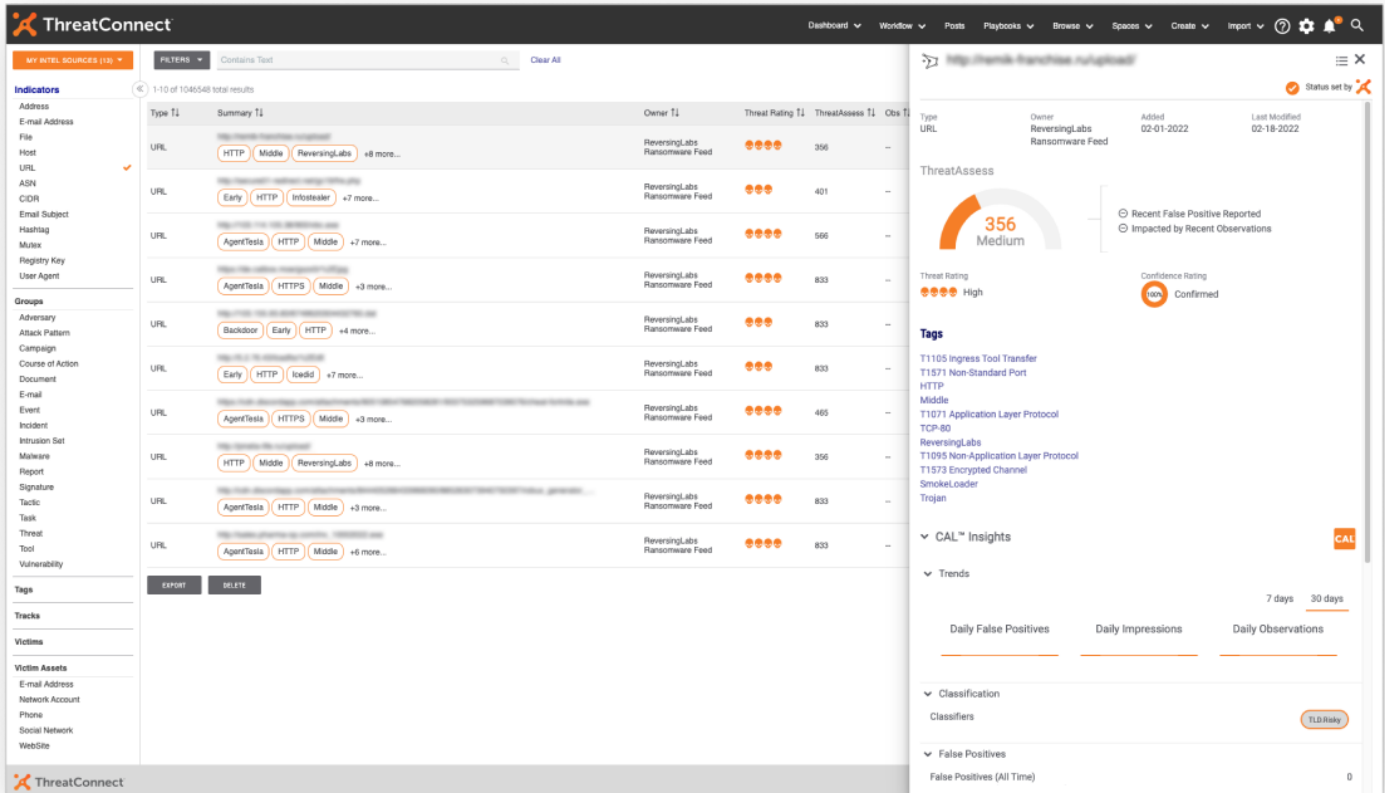 ThreatConnect
Dashboard Workflow Posts Playbooks Browse Spaces Create Import
MY INTEL SOURCES (13)
FILTERS
Contains Text
Clear All
1-10 of 1046548 total results
Indicators
Address
E-mail Address
File
Host
URL
ASN
CIDR
Email Subject
Hashtag
Mutex
Registry Key
User Agent
Groups
Adversary
Attack Pattern
Campaign
Course of Action
Document
E-mail
Event
Incident
Intrusion Set
Malware
Report
Signature
Tactic
Task
Threat
Tool
Vulnerability
Tags
Tracks
Victims
Victim Assets
E-mail Address
Network Account
Phone
Social Network
WebSite
Type Summary Owner Threat Rating ThreatAssess Obs
URL HTTP Middle ReversingLabs +8 more... ReversingLabs 356 --
Ransomware Feed
URL Early HTTP Infostealer +7 more... ReversingLabs 401 --
Ransomware Feed
URL AgentTesla HTTP Middle +7 more... ReversingLabs 566 --
Ransomware Feed
URL AgentTesla HTTPS Middle +3 more... ReversingLabs 833 --
Ransomware Feed
URL Backdoor Early HTTP +4 more... ReversingLabs 833 --
Ransomware Feed
URL Early HTTP Icedid +7 more... ReversingLabs 833 --
Ransomware Feed
URL AgentTesla HTTPS Middle +3 more... ReversingLabs 465 --
Ransomware Feed
URL HTTP Middle ReversingLabs +8 more... ReversingLabs 356 --
Ransomware Feed
URL AgentTesla HTTP Middle +3 more... ReversingLabs 833 --
Ransomware Feed
URL AgentTesla HTTP Middle +6 more... ReversingLabs 833 --
Ransomware Feed
EXPORT DELETE
ThreatConnect
Status set by
Type Owner Added Last Modified
URL ReversingLabs 02-01-2022 02-18-2022
Ransomware Feed
ThreatAssess
356
Medium
Recent False Positive Reported
Impacted by Recent Observations
Threat Rating Confidence Rating
High 100% Confirmed
Tags
T1105 Ingress Tool Transfer
T1571 Non-Standard Port
HTTP
Middle
T1071 Application Layer Protocol
TCP-80
ReversingLabs
T1095 Non-Application Layer Protocol
T1573 Encrypted Channel
SmokeLoader
Trojan
CAL™ Insights CAL
Trends
7 days 30 days
Daily False Positives Daily Impressions Daily Observations
Classification
Classifiers TLD.Risky
False Positives
False Positives (All Time) 0